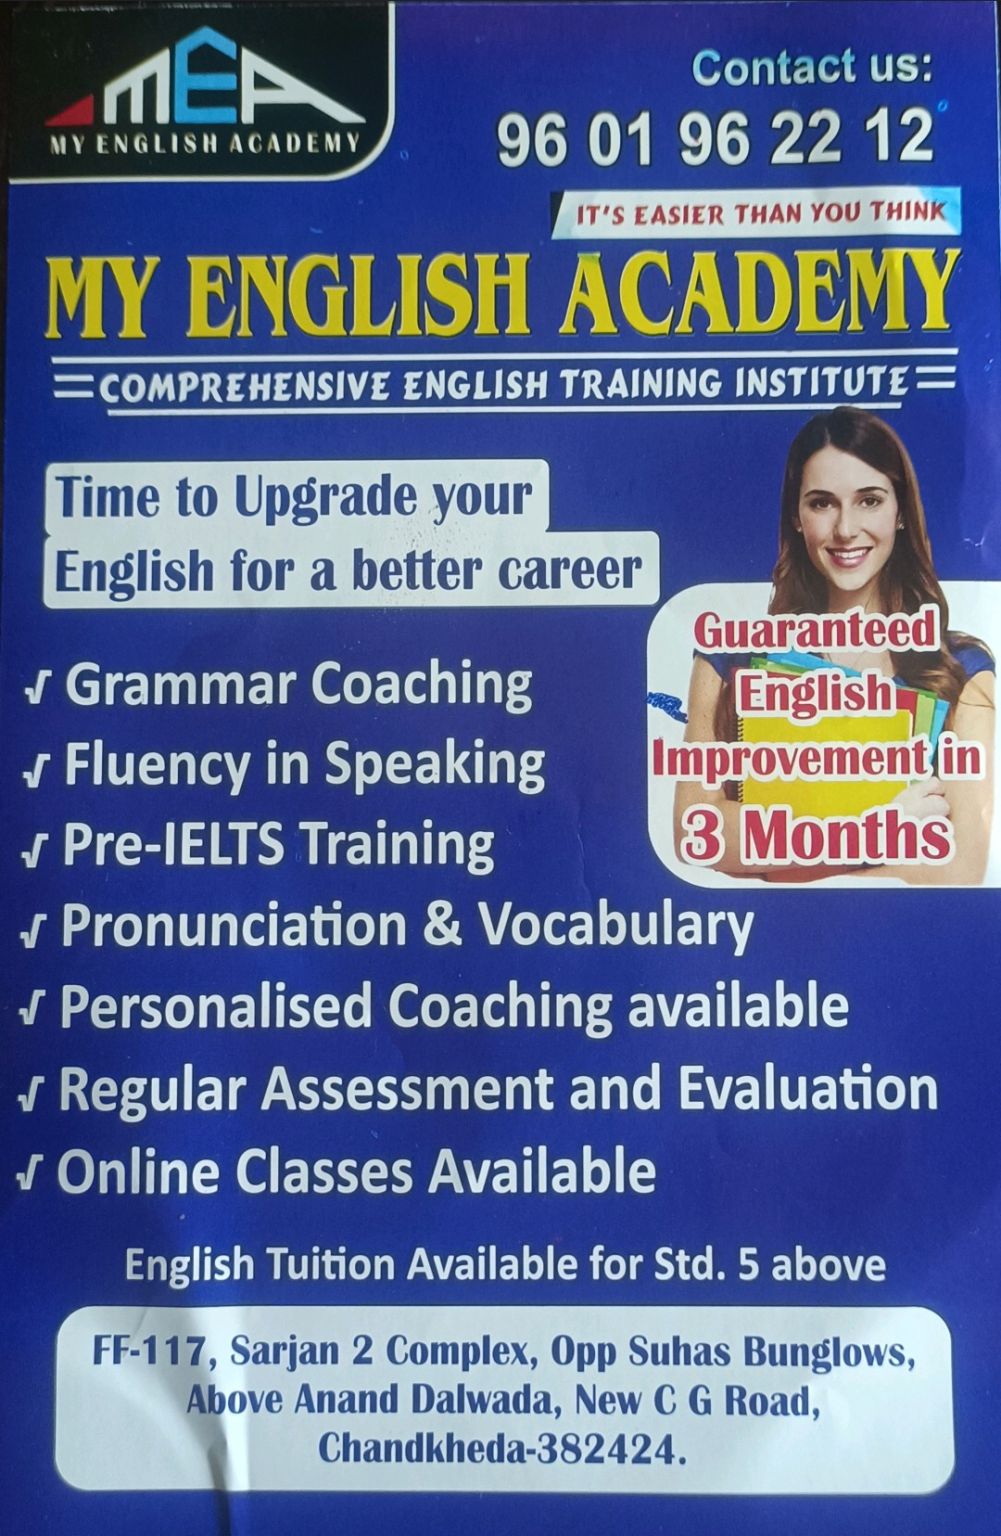 MEA
MY ENGLISH ACADEMY
Contact us:
96 01 96 22 12
IT'S EASIER THAN YOU THINK
MY ENGLISH ACADEMY
COMPREHENSIVE ENGLISH TRAINING INSTITUTE
Time to Upgrade your
English for a better career
Guaranteed
English
Improvement in
3 Months
√ Grammar Coaching
√ Fluency in Speaking
√ Pre-IELTS Training
√ Pronunciation & Vocabulary
√ Personalised Coaching available
√ Regular Assessment and Evaluation
√ Online Classes Available
English Tuition Available for Std. 5 above
FF-117, Sarjan 2 Complex, Opp Suhas Bunglows,
Above Anand Dalwada, New C G Road,
Chandkheda-382424.